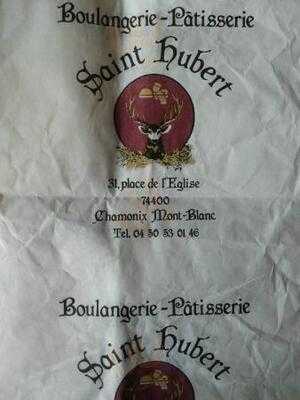 Boulangerie-Pâtisserie
Saint Hubert
31, place de l'Eglise
74400
Chamonix Mont-Blanc
Tel. 04 50 53 01 46
Boulangerie-Pâtisserie
Saint Hubert